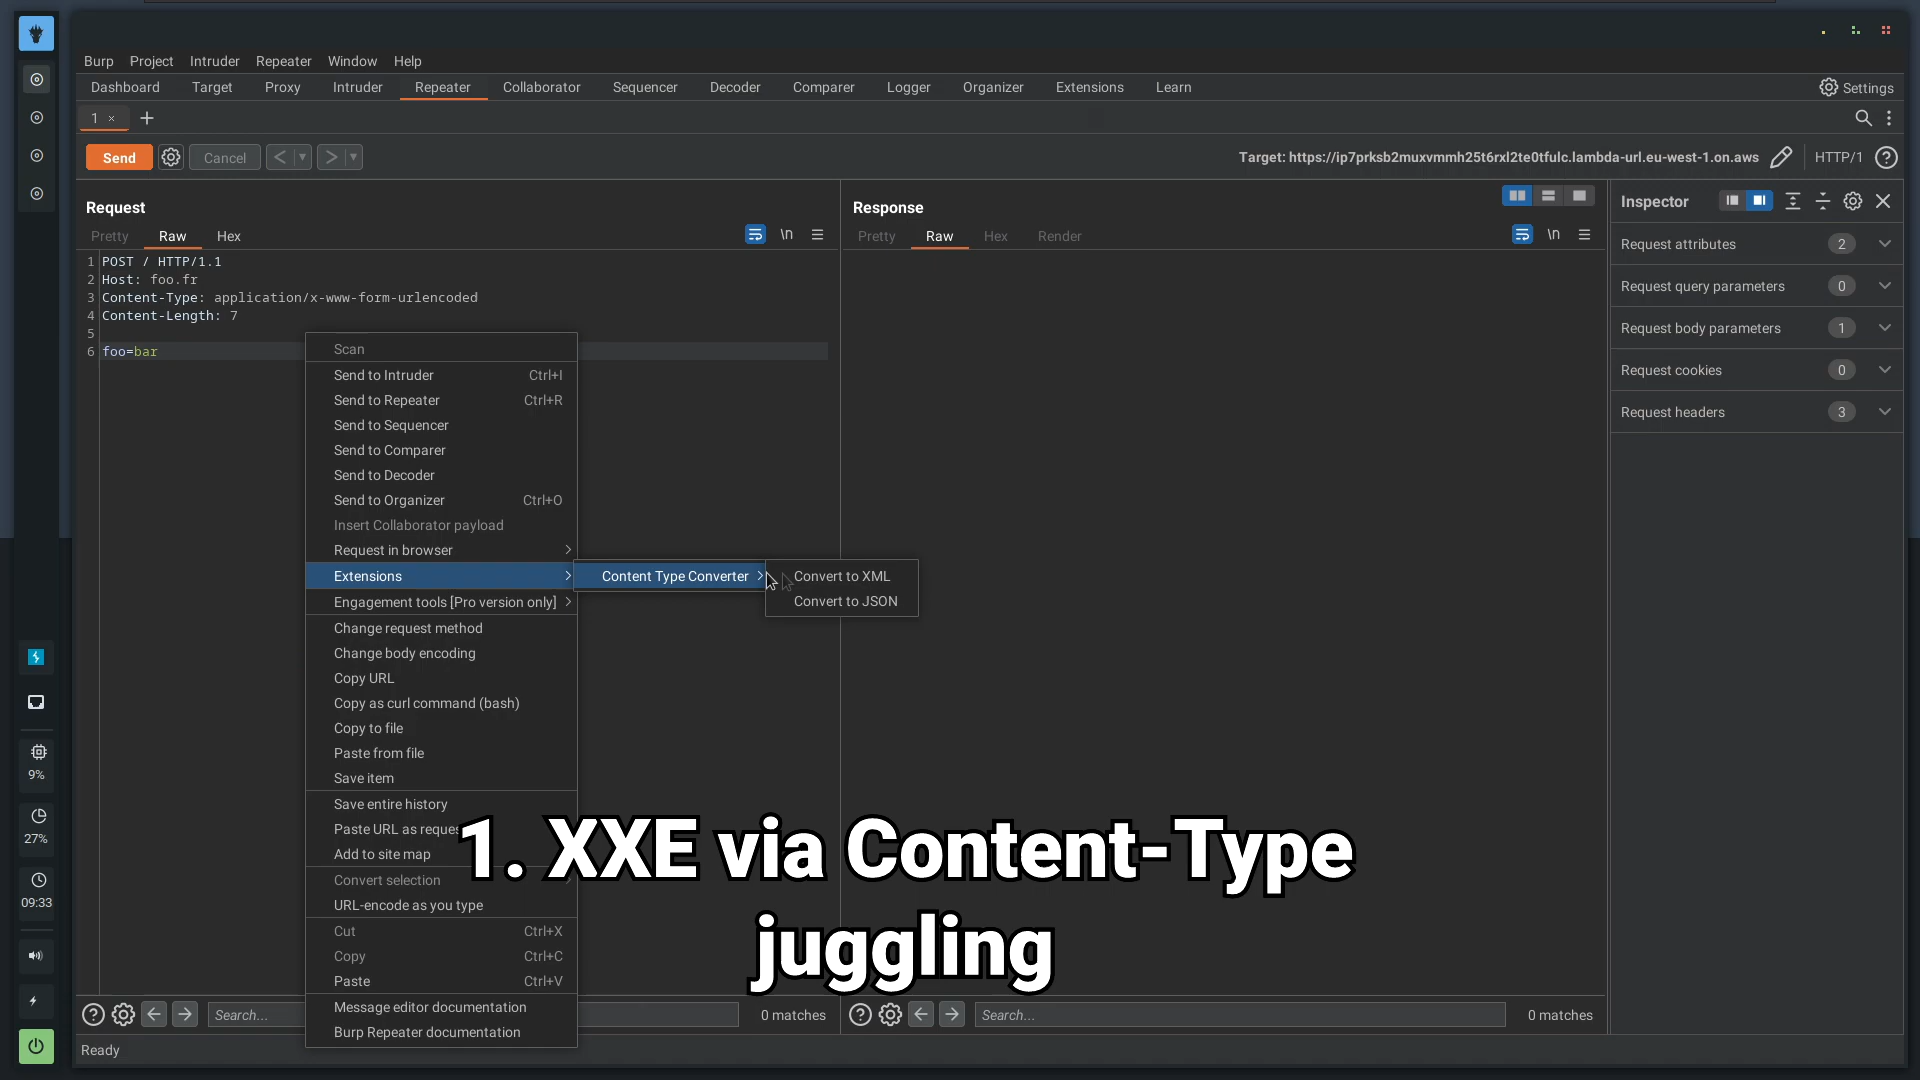 Burp Project Intruder Repeater Window Help
Dashboard Target Proxy Intruder Repeater Collaborator Sequencer Decoder Comparer Logger Organizer Extensions Learn Settings
1 × +
Send Cancel < > Target: https://ip7prksb2muxvmmh25t6rxl2te0tfulc.lambda-url.eu-west-1.on.aws HTTP/1 ?
Request
Pretty Raw Hex \n
1 POST / HTTP/1.1
2 Host: foo.fr
3 Content-Type: application/x-www-form-urlencoded
4 Content-Length: 7
5
6 foo=bar
Scan
Send to Intruder Ctrl+I
Send to Repeater Ctrl+R
Send to Sequencer
Send to Comparer
Send to Decoder
Send to Organizer Ctrl+O
Insert Collaborator payload
Request in browser >
Extensions >
Engagement tools [Pro version only] >
Change request method
Change body encoding
Copy URL
Copy as curl command (bash)
Copy to file
Paste from file
Save item
Save entire history
Paste URL as reques
Add to site map
Convert selection
URL-encode as you type
Cut Ctrl+X
Copy Ctrl+C
Paste Ctrl+V
Message editor documentation
Burp Repeater documentation
Content Type Converter >
Convert to XML
Convert to JSON
Response
Pretty Raw Hex Render \n
Inspector
Request attributes 2
Request query parameters 0
Request body parameters 1
Request cookies 0
Request headers 3
1. XXE via Content-Type
juggling
? Search... 0 matches
? Search... 0 matches
Ready
9%
27%
09:33